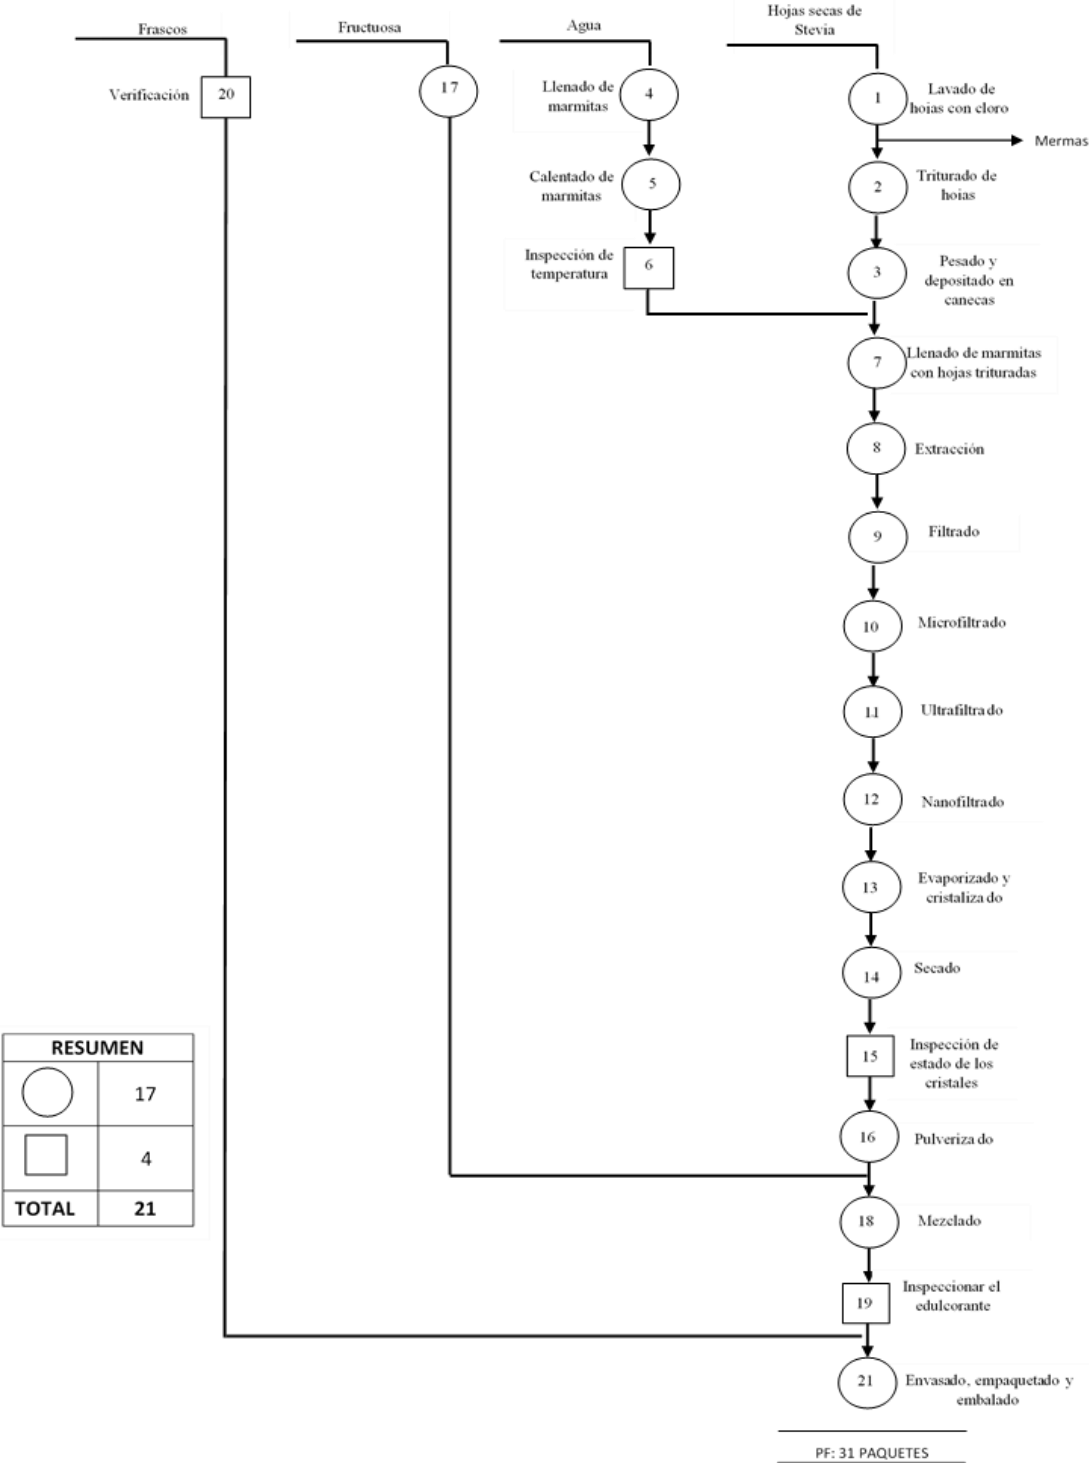 Frascos
Fructuosa
Agua
Hojas secas de
Stevia
Verificación
20
17
Llenado de
marmitas
4
1
Lavado de
hojas con cloro
Mermas
Calentado de
marmitas
5
2
Triturado de
hoias
Inspección de
temperatura
6
3
Pesado y
depositado en
canecas
7
Llenado de marmitas
con hojas trituradas
8
Extracción
9
Filtrado
10
Microfiltrado
11
Ultrafiltrado
12
Nanofiltrado
13
Evaporizado y
cristalizado
14
Secado
15
Inspección de
estado de los
cristales
16
Pulverizado
18
Mezclado
19
Inspeccionar el
edulcorante
21
Envasado, empaquetado y
embalado
PF: 31 PAQUETES
RESUMEN
17
4
TOTAL 21